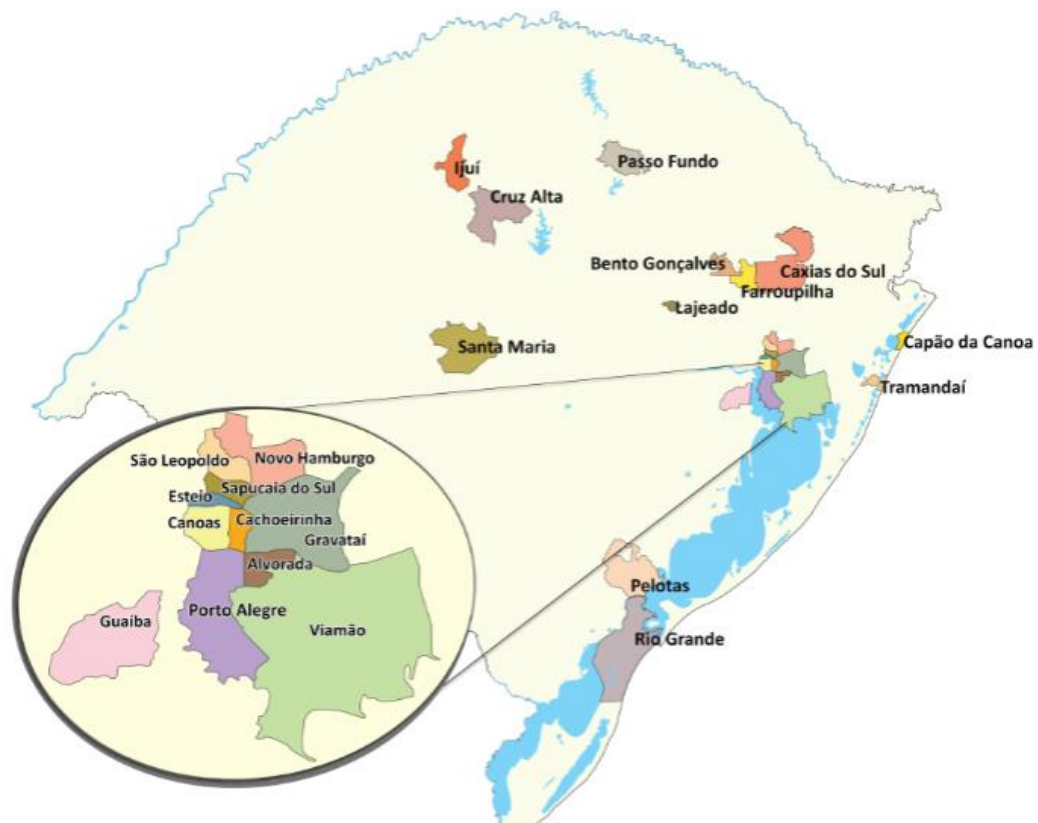 Ijuí
Passo Fundo
Cruz Alta
Bento Gonçalves
Caxias do Sul
Farroupilha
Lajeado
Santa Maria
Capão da Canoa
Tramandaí
São Leopoldo
Novo Hamburgo
Sapucaia do Sul
Esteio
Canoas
Cachoeirinha
Gravataí
Alvorada
Guaíba
Porto Alegre
Viamão
Pelotas
Rio Grande